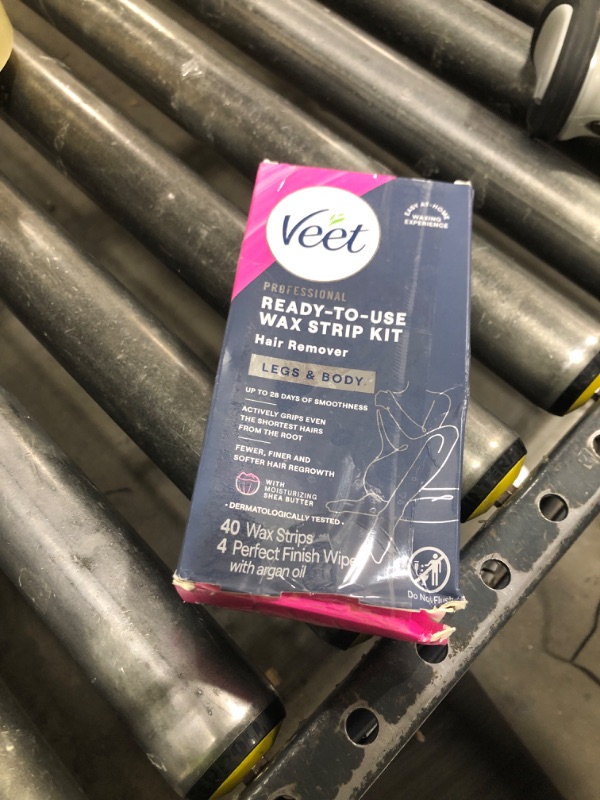 Veet
EASY AT-HOME
WAXING
EXPERIENCE
PROFESSIONAL
READY-TO-USE
WAX STRIP KIT
Hair Remover
LEGS & BODY
UP TO 28 DAYS OF SMOOTHNESS
ACTIVELY GRIPS EVEN
THE SHORTEST HAIRS
FROM THE ROOT
FEWER, FINER AND
SOFTER HAIR REGROWTH
WITH
MOISTURIZING
SHEA BUTTER
• DERMATOLOGICALLY TESTED •
40 Wax Strips
4 Perfect Finish Wipe
with argan oil
Do Not Flush